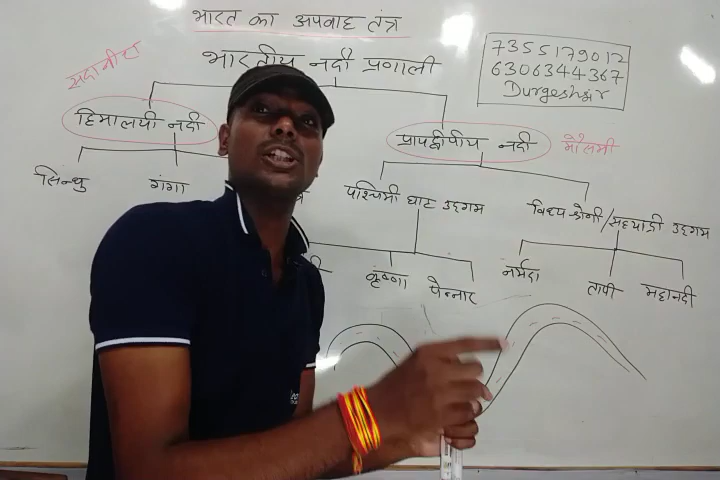 भारत का अपवाह तंत्र
भारतीय नदी प्रणाली
7355179012
6306344367
Durgeshsir
सदानीरा
हिमालयी नदी
प्रायद्वीपीय नदी
मौसमी
सिन्धु
गंगा
पश्चिमी घाट उद्गम
विंध्य श्रेणी/सह्याद्री उद्गम
कृष्णा
पेन्नार
नर्मदा
तापी
महानदी